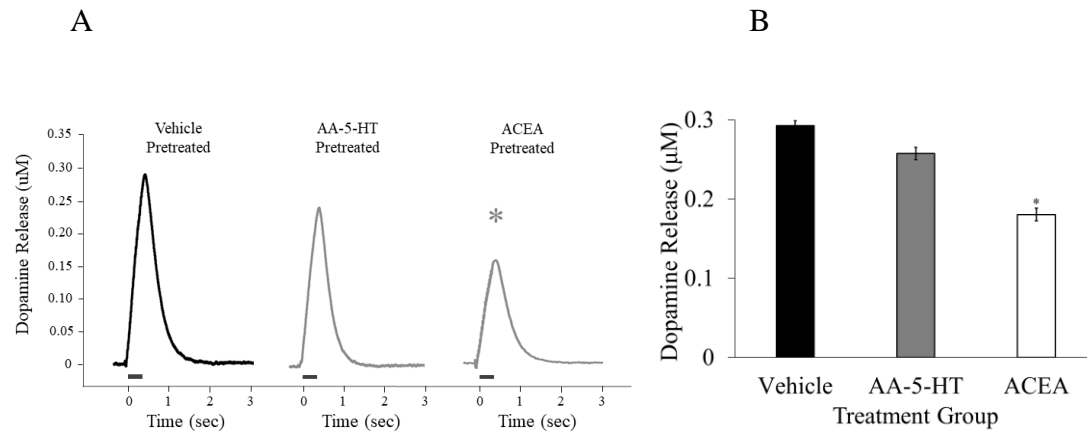 A
B
Vehicle
Pretreated
AA-5-HT
Pretreated
ACEA
Pretreated
Dopamine Release (uM)
0.35
0.30
0.25
0.20
0.15
0.10
0.05
0
*
0 1 2 3
0 1 2 3
0 1 2 3
Time (sec)
Time (sec)
Time (sec)
Dopamine Release (μM)
0.3
0.2
0.1
0
*
Vehicle AA-5-HT ACEA
Treatment Group